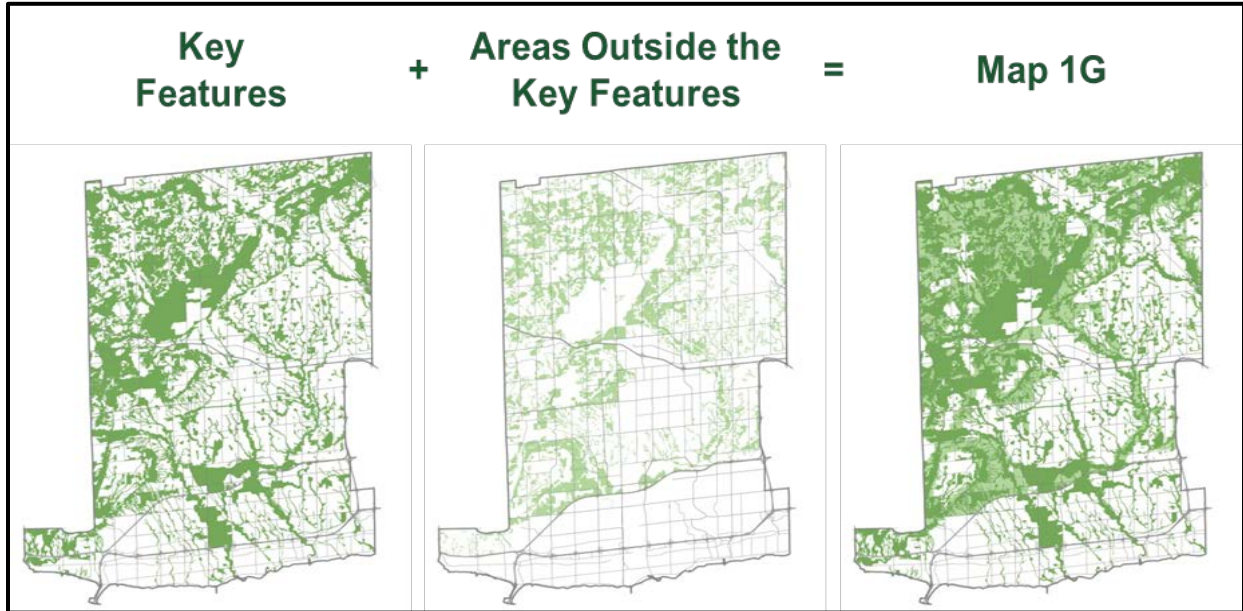 Key
Features
+
Areas Outside the
Key Features
=
Map 1G